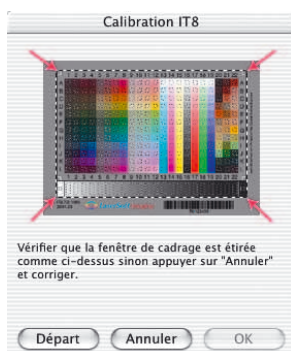 Calibration IT8
Vérifier que la fenêtre de cadrage est étirée
comme ci-dessus sinon appuyer sur "Annuler"
et corriger.
Départ
Annuler
OK